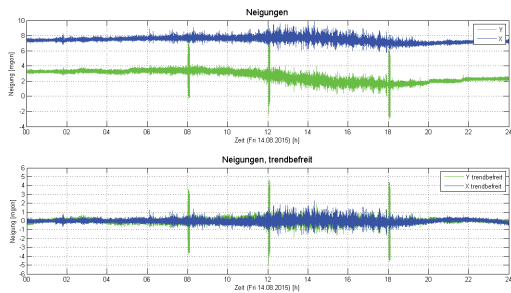 Neigungen
Neigung [mgon]
10
8
6
4
2
0
-2
-4
Y
X
00 02 04 06 08 10 12 14 16 18 20 22 24
Zeit (Fri 14.08.2015) [h]
Neigungen, trendbefreit
Neigung [mgon]
6
5
4
3
2
1
0
-1
-2
-3
-4
-5
-6
Y trendbefreit
X trendbefreit
00 02 04 06 08 10 12 14 16 18 20 22 24
Zeit (Fri 14.08.2015) [h]